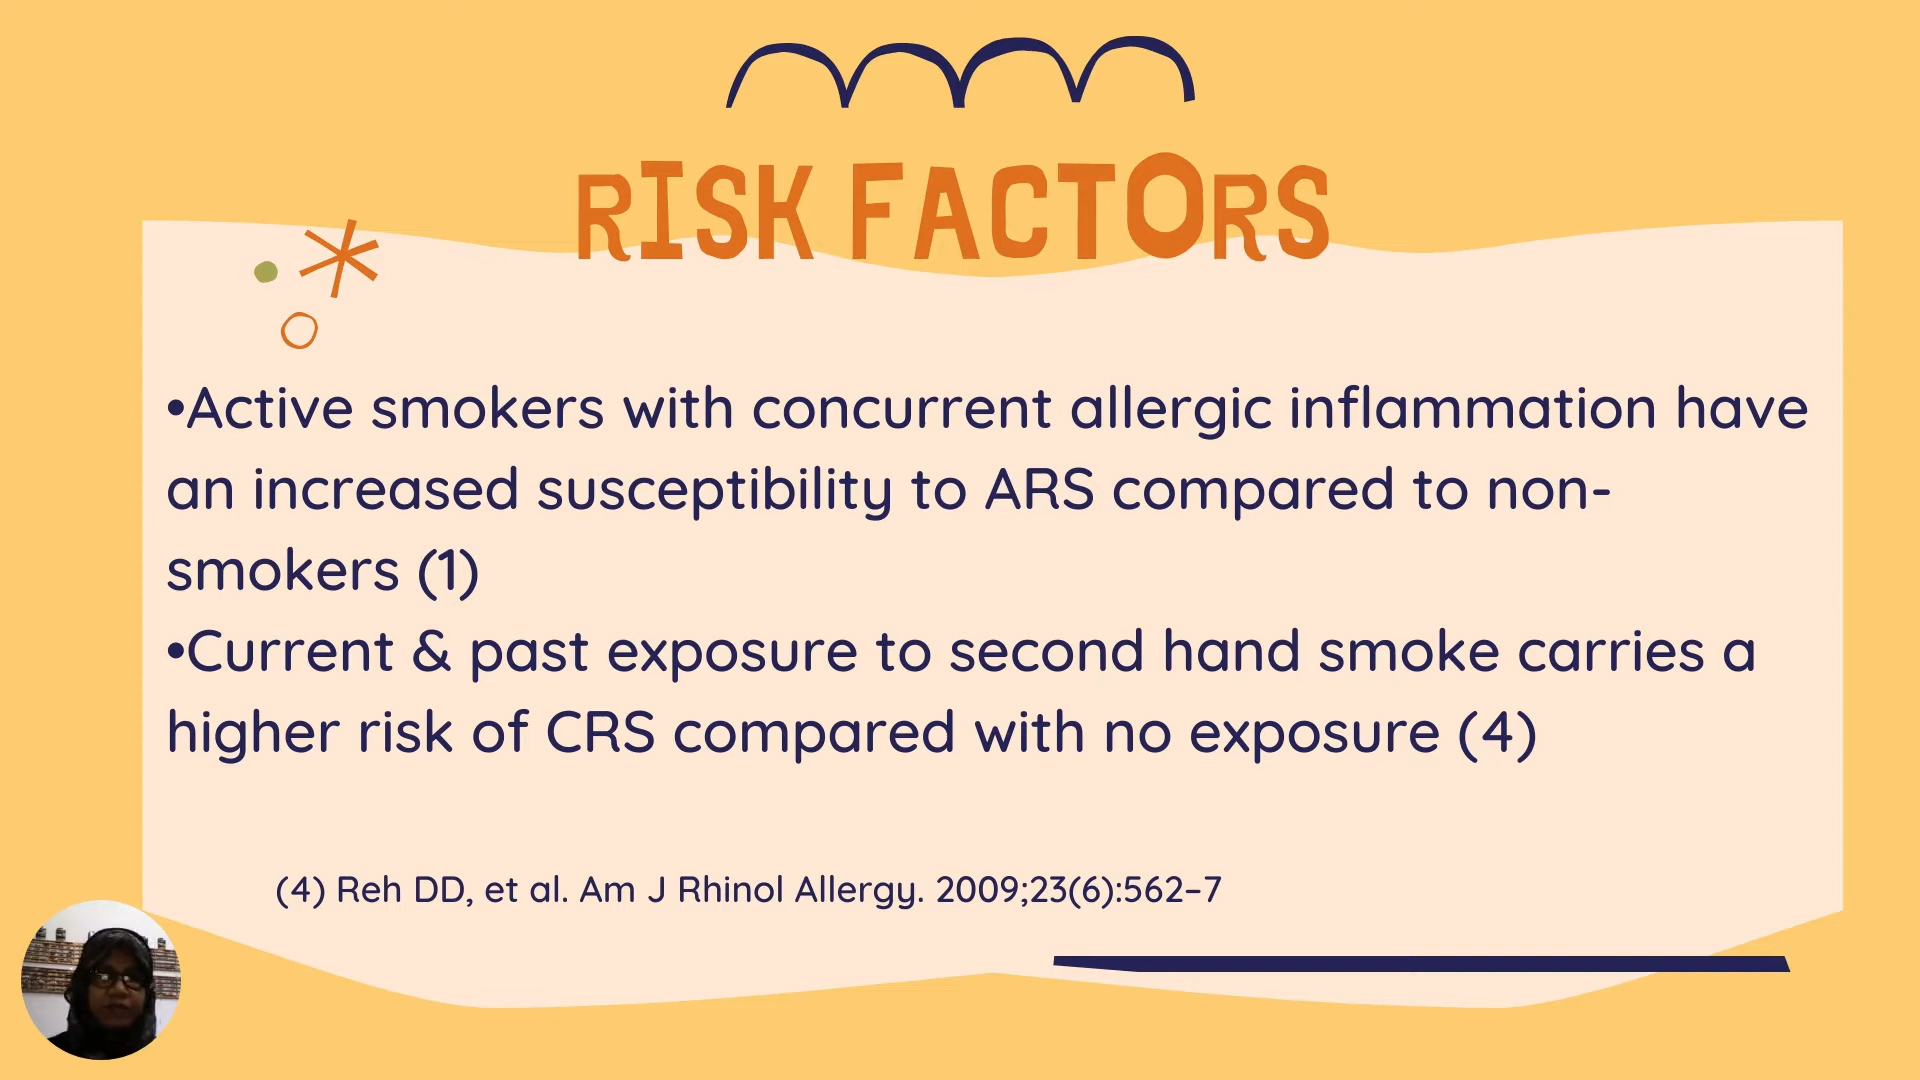 RISK FACTORS
•Active smokers with concurrent allergic inflammation have
an increased susceptibility to ARS compared to non-
smokers (1)
•Current & past exposure to second hand smoke carries a
higher risk of CRS compared with no exposure (4)
(4) Reh DD, et al. Am J Rhinol Allergy. 2009;23(6):562–7